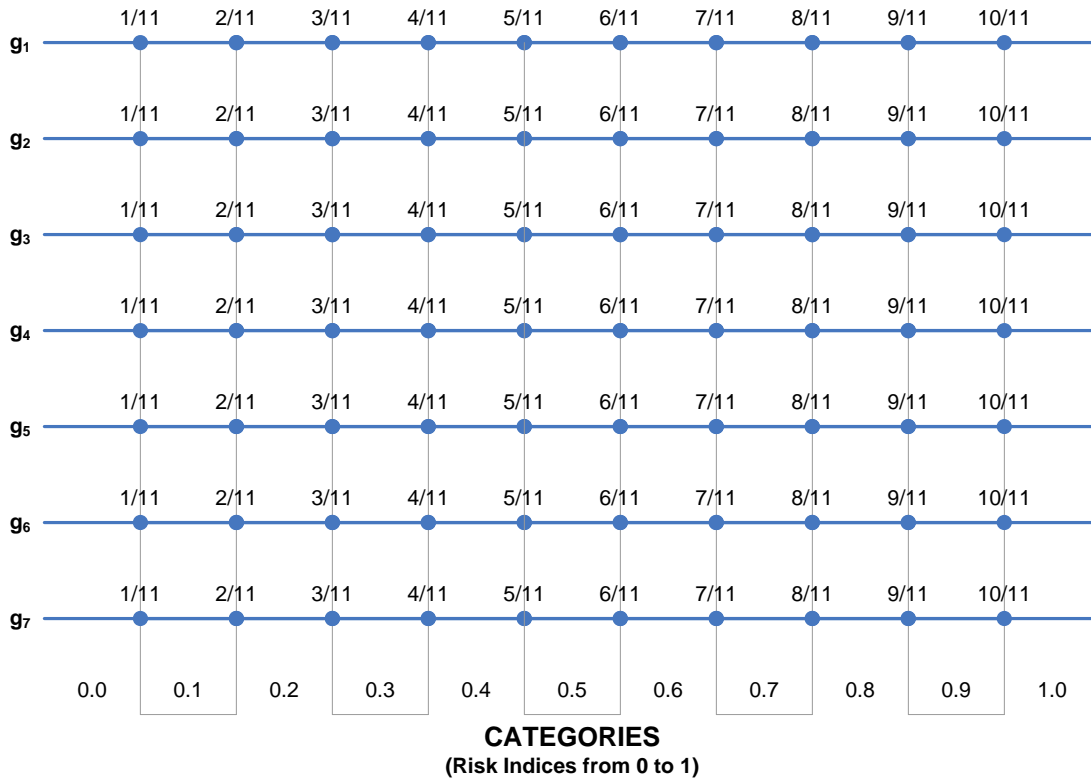 1/11 2/11 3/11 4/11 5/11 6/11 7/11 8/11 9/11 10/11
g₁
1/11 2/11 3/11 4/11 5/11 6/11 7/11 8/11 9/11 10/11
g₂
1/11 2/11 3/11 4/11 5/11 6/11 7/11 8/11 9/11 10/11
g₃
1/11 2/11 3/11 4/11 5/11 6/11 7/11 8/11 9/11 10/11
g₄
1/11 2/11 3/11 4/11 5/11 6/11 7/11 8/11 9/11 10/11
g₅
1/11 2/11 3/11 4/11 5/11 6/11 7/11 8/11 9/11 10/11
g₆
1/11 2/11 3/11 4/11 5/11 6/11 7/11 8/11 9/11 10/11
g₇
0.0 0.1 0.2 0.3 0.4 0.5 0.6 0.7 0.8 0.9 1.0
CATEGORIES
(Risk Indices from 0 to 1)